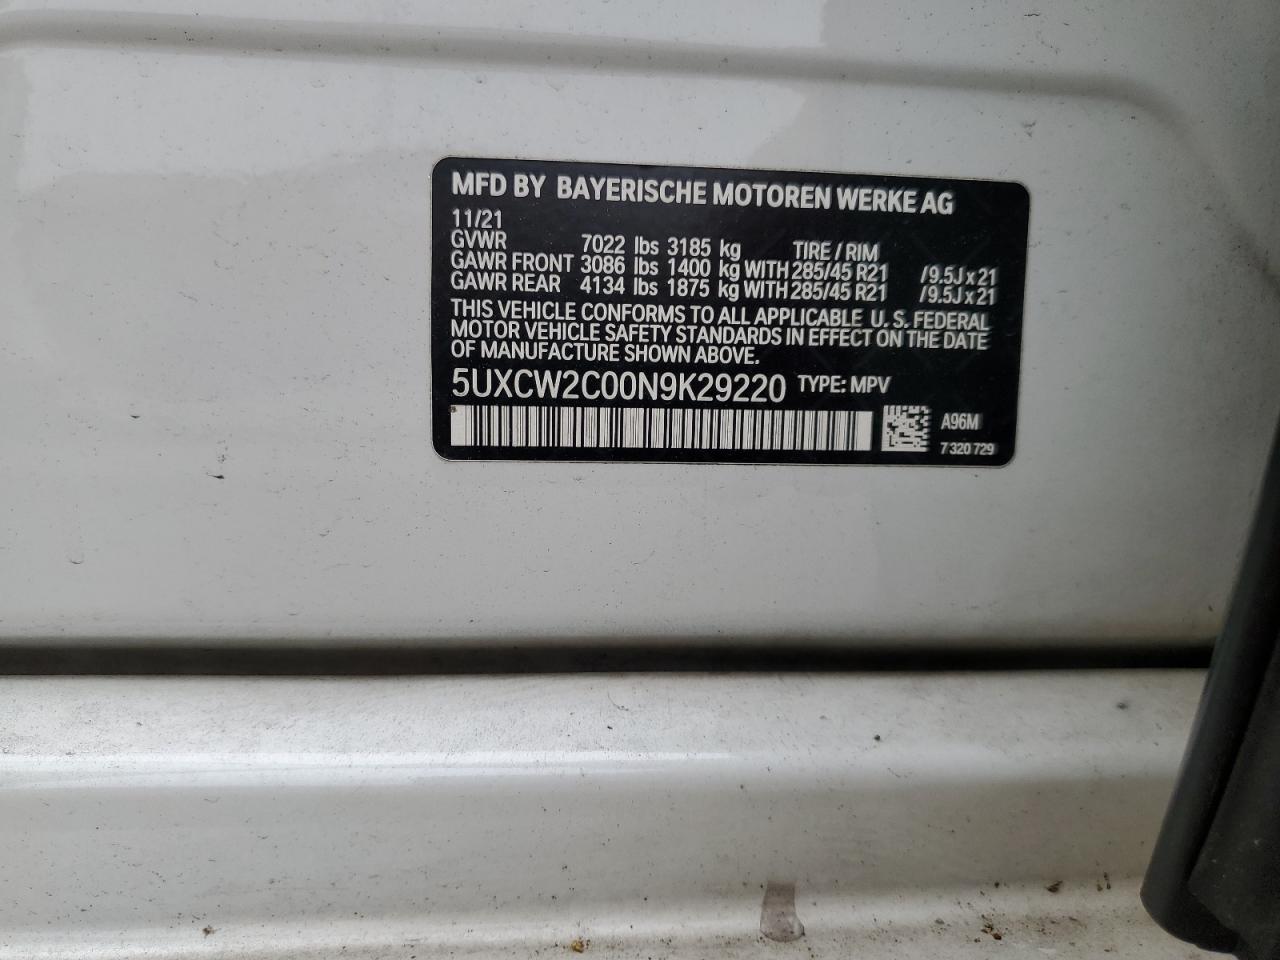 MFD BY BAYERISCHE MOTOREN WERKE AG
11/21
GVWR 7022 lbs 3185 kg TIRE / RIM
GAWR FRONT 3086 lbs 1400 kg WITH 285/45 R21 /9.5J x 21
GAWR REAR 4134 lbs 1875 kg WITH 285/45 R21 /9.5J x 21
THIS VEHICLE CONFORMS TO ALL APPLICABLE U. S. FEDERAL
MOTOR VEHICLE SAFETY STANDARDS IN EFFECT ON THE DATE
OF MANUFACTURE SHOWN ABOVE.
5UXCW2C00N9K29220 TYPE: MPV
A96M
7 320 729